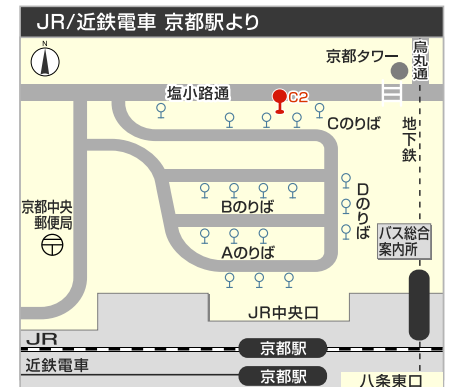 JR/近鉄電車 京都駅より
N
京都タワー
烏丸通
塩小路通
C2
Cのりば
地下鉄
Dのりば
Bのりば
京都中央
郵便局
バス総合
案内所
Aのりば
JR中央口
JR
京都駅
近鉄電車
京都駅
八条東口